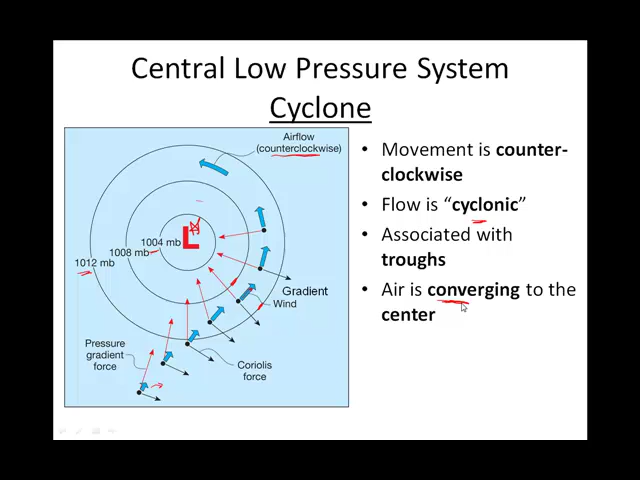 Central Low Pressure System
Cyclone
Airflow
(counterclockwise)
L
1004 mb
1008 mb
1012 mb
Gradient
Wind
Pressure
gradient
force
Coriolis
force
• Movement is counter-
clockwise
• Flow is “cyclonic”
• Associated with
troughs
• Air is converging to the
center